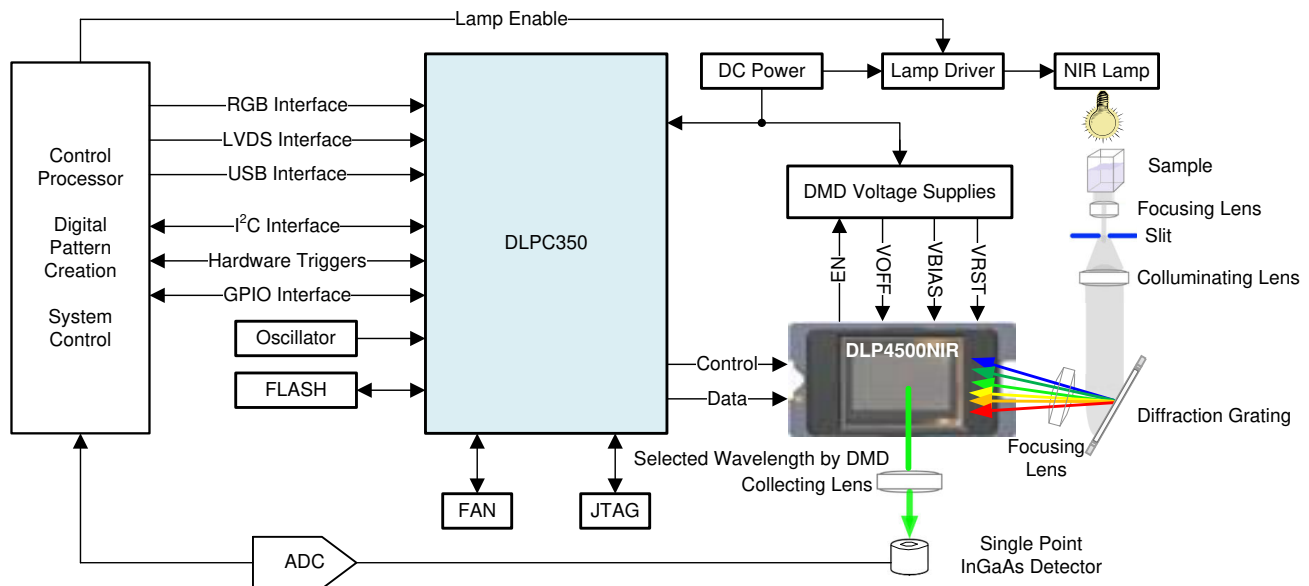 Lamp Enable
Control
Processor
Digital
Pattern
Creation
System
Control
RGB Interface
LVDS Interface
USB Interface
I²C Interface
Hardware Triggers
GPIO Interface
Oscillator
FLASH
DLPC350
FAN
JTAG
DC Power
Lamp Driver
NIR Lamp
DMD Voltage Supplies
EN
VOFF
VBIAS
VRST
Sample
Focusing Lens
Slit
Colluminating Lens
DLP4500NIR
Control
Data
Diffraction Grating
Focusing
Lens
Selected Wavelength by DMD
Collecting Lens
Single Point
InGaAs Detector
ADC